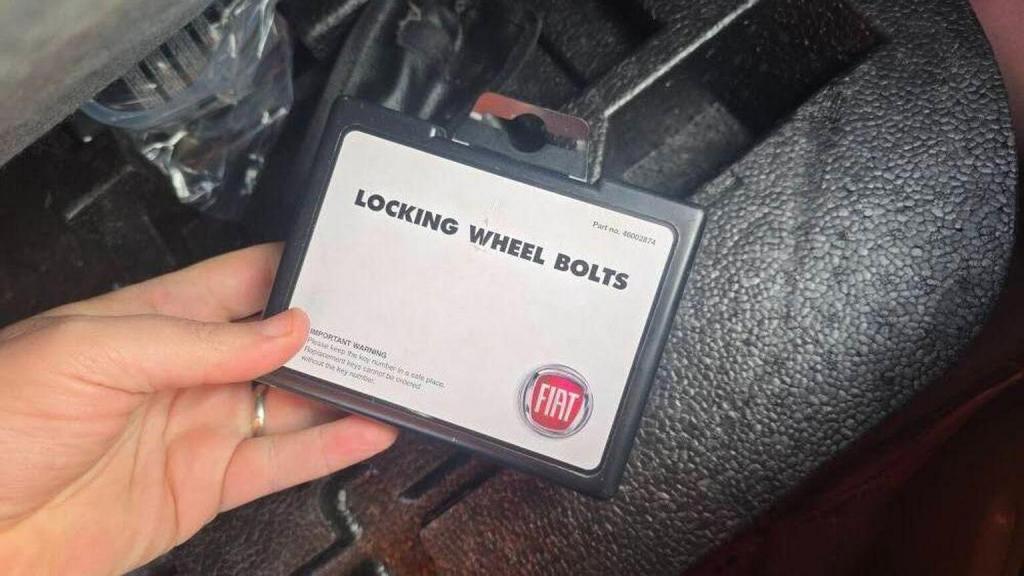 Part no. 46002874
LOCKING WHEEL BOLTS
IMPORTANT WARNING
Please keep the key number in a safe place.
Replacement keys cannot be ordered
without the key number.
FIAT